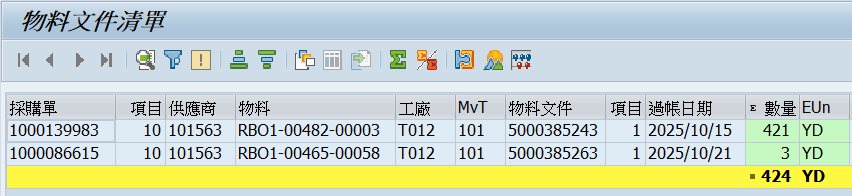 物料文件清單
採購單 項目 供應商 物料 工廠 MvT 物料文件 項目 過帳日期 Σ 數量 EUn
1000139983 10 101563 RBO1-00482-00003 T012 101 5000385243 1 2025/10/15 421 YD
1000086615 10 101563 RBO1-00465-00058 T012 101 5000385263 1 2025/10/21 3 YD
▪ 424 YD